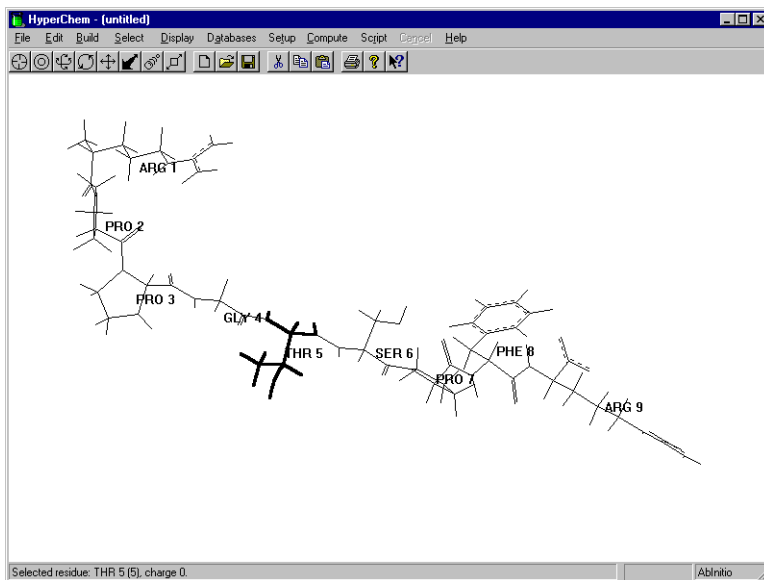 HyperChem - (untitled)
File Edit Build Select Display Databases Setup Compute Script Cancel Help
ARG 1
PRO 2
PRO 3
GLY 4
THR 5
SER 6
PHE 8
PRO 7
ARG 9
Selected residue: THR 5 (5), charge 0.
AbInitio